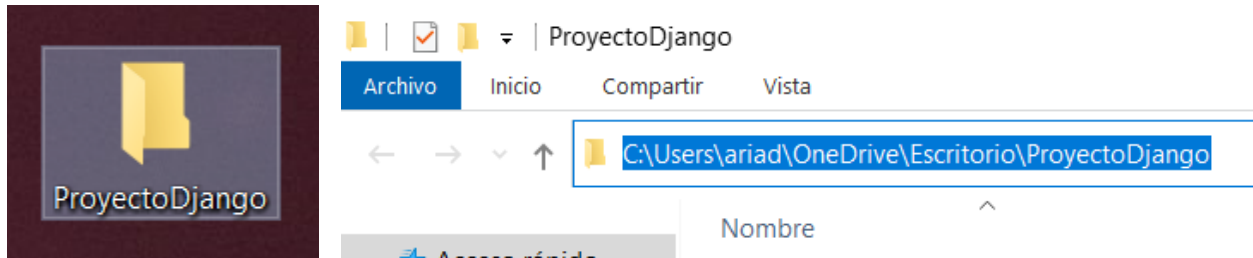 ProyectoDjango
ProyectoDjango
Archivo Inicio Compartir Vista
C:\Users\ariad\OneDrive\Escritorio\ProyectoDjango
Nombre